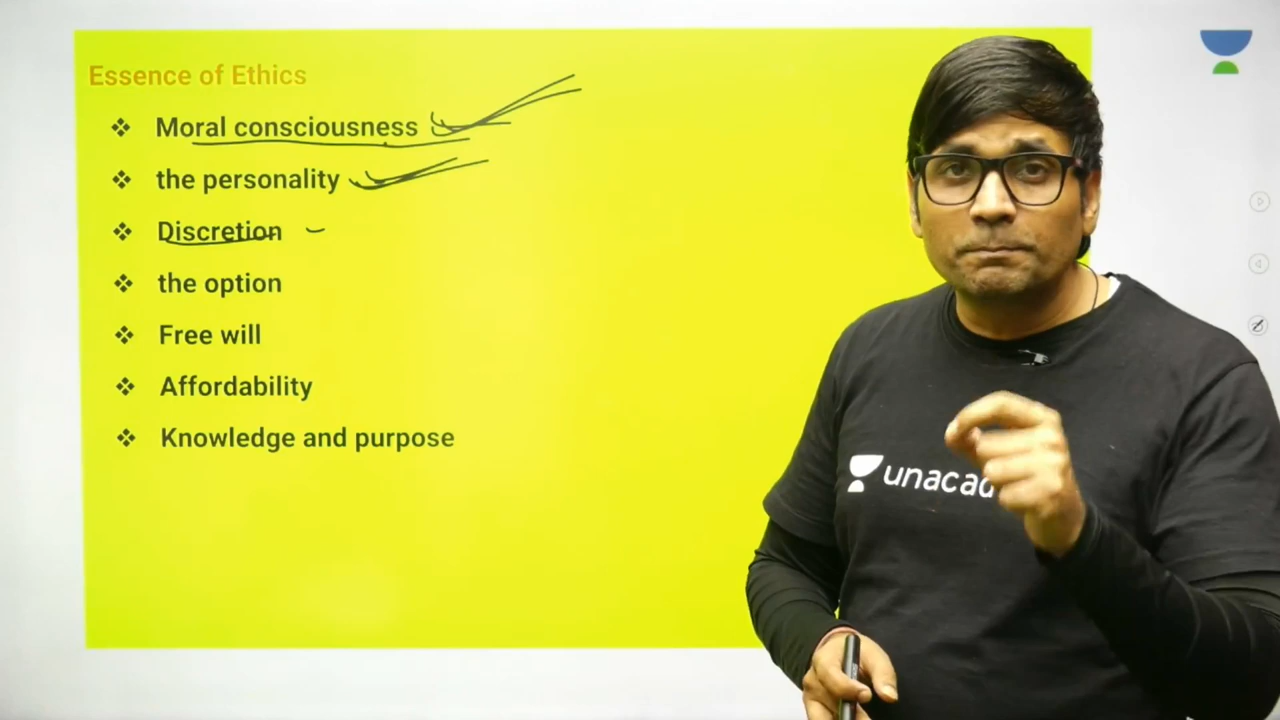 Essence of Ethics
❖ Moral consciousness
❖ the personality
❖ Discretion
❖ the option
❖ Free will
❖ Affordability
❖ Knowledge and purpose
unacad